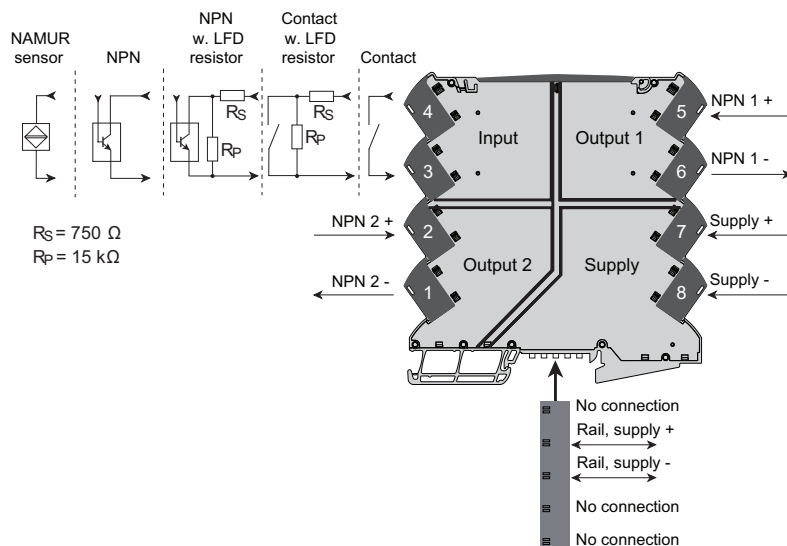 NAMUR
sensor
NPN
NPN
w. LFD
resistor
Contact
w. LFD
resistor
Contact
RS
RP
RS
RP
RS = 750 Ω
RP = 15 kΩ
4
Input
Output 1
5
NPN 1 +
3
6
NPN 1 -
NPN 2 +
2
7
Supply +
Output 2
Supply
NPN 2 -
1
8
Supply -
No connection
Rail, supply +
Rail, supply -
No connection
No connection